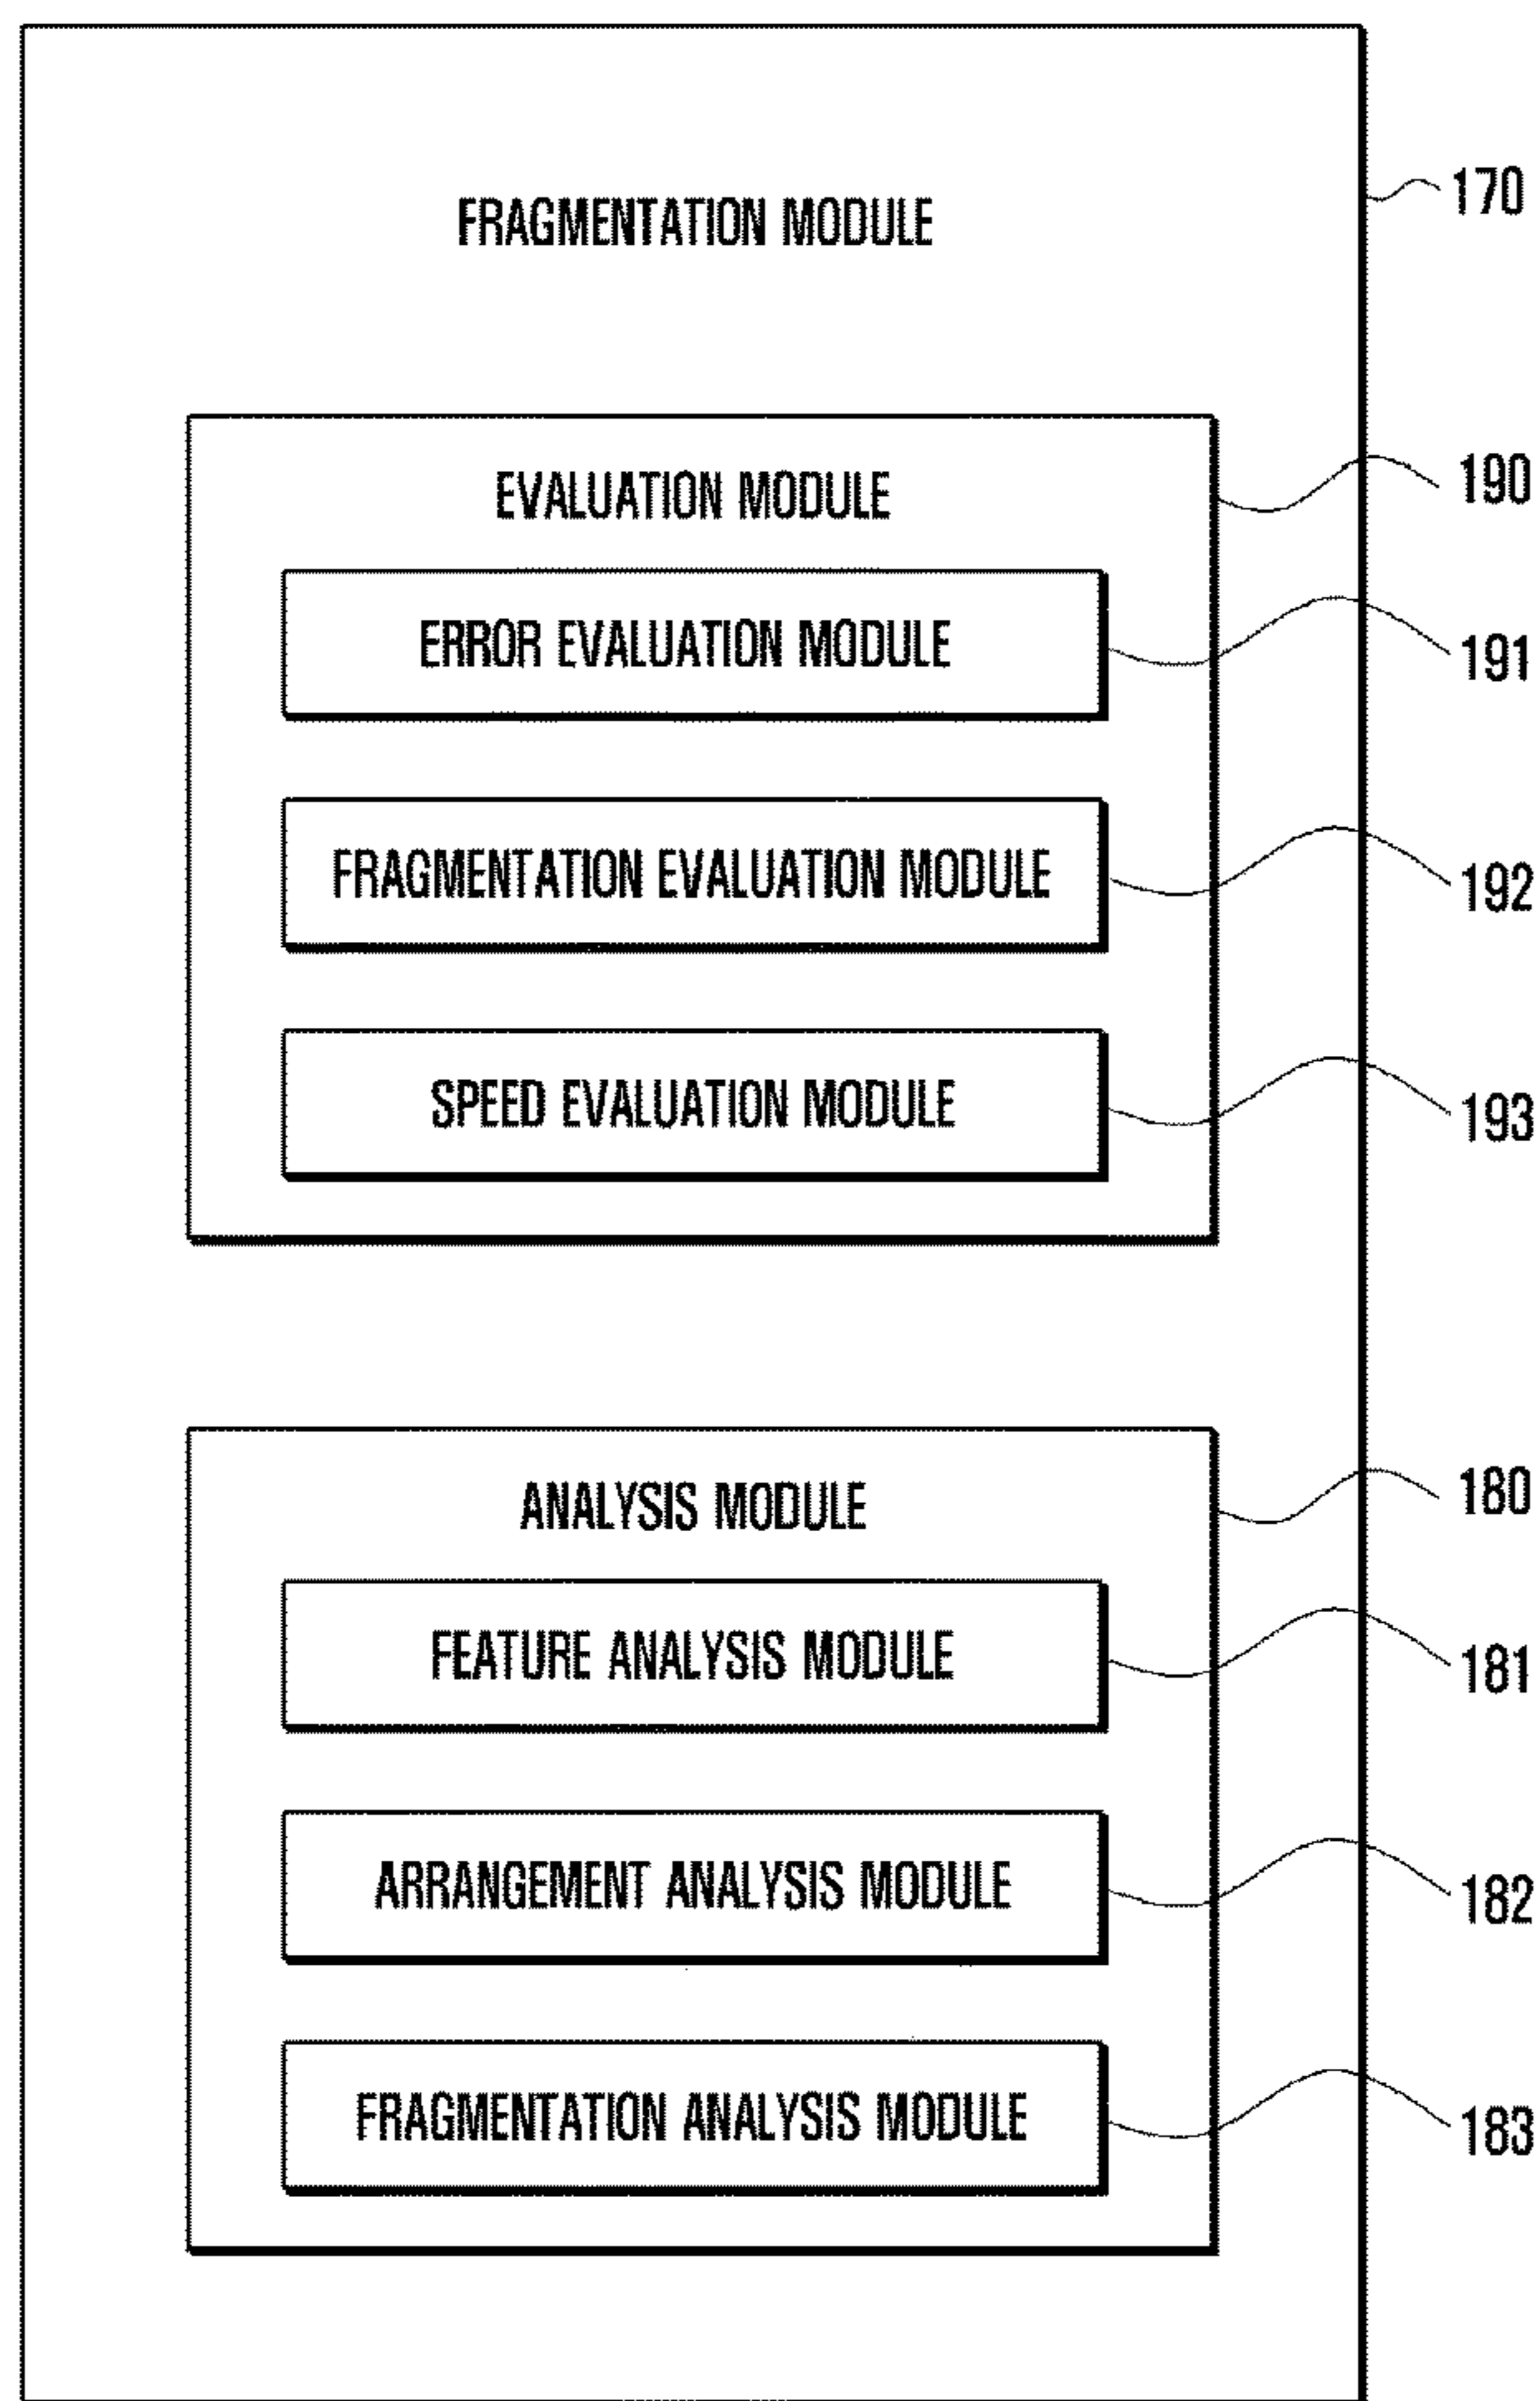 FRAGMENTATION MODULE
170
EVALUATION MODULE
190
ERROR EVALUATION MODULE
191
FRAGMENTATION EVALUATION MODULE
192
SPEED EVALUATION MODULE
193
ANALYSIS MODULE
180
FEATURE ANALYSIS MODULE
181
ARRANGEMENT ANALYSIS MODULE
182
FRAGMENTATION ANALYSIS MODULE
183